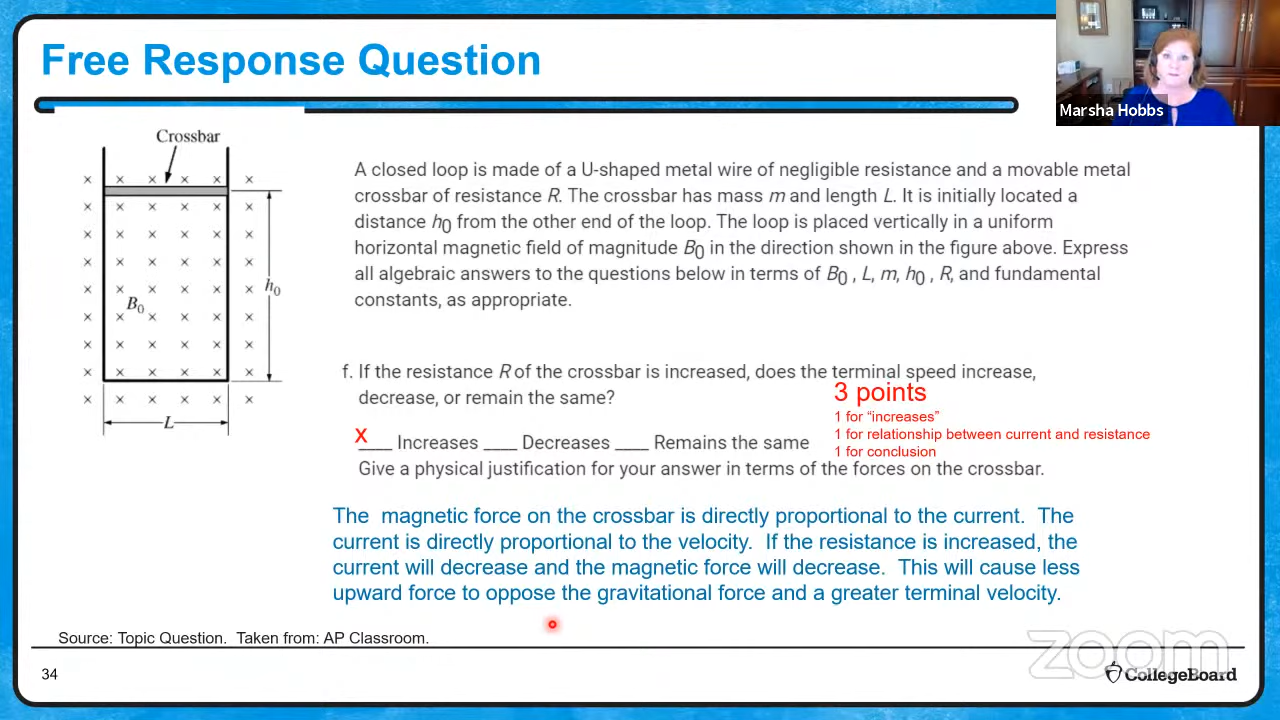 Free Response Question
Marsha Hobbs
Crossbar
B0
h0
L
A closed loop is made of a U-shaped metal wire of negligible resistance and a movable metal
crossbar of resistance R. The crossbar has mass m and length L. It is initially located a
distance h0 from the other end of the loop. The loop is placed vertically in a uniform
horizontal magnetic field of magnitude B0 in the direction shown in the figure above. Express
all algebraic answers to the questions below in terms of B0 , L, m, h0 , R, and fundamental
constants, as appropriate.
f. If the resistance R of the crossbar is increased, does the terminal speed increase,
decrease, or remain the same?
3 points
1 for “increases”
1 for relationship between current and resistance
1 for conclusion
x
____ Increases ____ Decreases ____ Remains the same
Give a physical justification for your answer in terms of the forces on the crossbar.
The magnetic force on the crossbar is directly proportional to the current. The
current is directly proportional to the velocity. If the resistance is increased, the
current will decrease and the magnetic force will decrease. This will cause less
upward force to oppose the gravitational force and a greater terminal velocity.
Source: Topic Question. Taken from: AP Classroom.
34
zoom
CollegeBoard